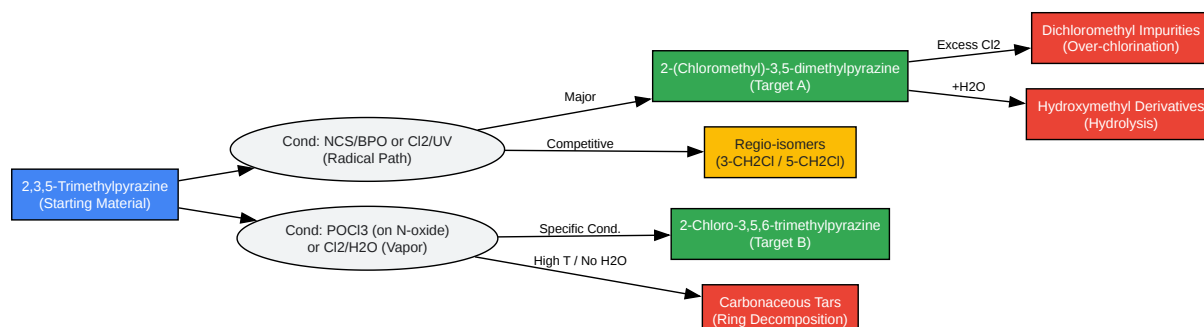 2,3,5-Trimethylpyrazine
(Starting Material)
Cond: NCS/BPO or Cl2/UV
(Radical Path)
Cond: POCl3 (on N-oxide)
or Cl2/H2O (Vapor)
Major
Competitive
Specific Cond.
High T / No H2O
2-(Chloromethyl)-3,5-dimethylpyrazine
(Target A)
Regio-isomers
(3-CH2Cl / 5-CH2Cl)
2-Chloro-3,5,6-trimethylpyrazine
(Target B)
Carbonaceous Tars
(Ring Decomposition)
Excess Cl2
+H2O
Dichloromethyl Impurities
(Over-chlorination)
Hydroxymethyl Derivatives
(Hydrolysis)